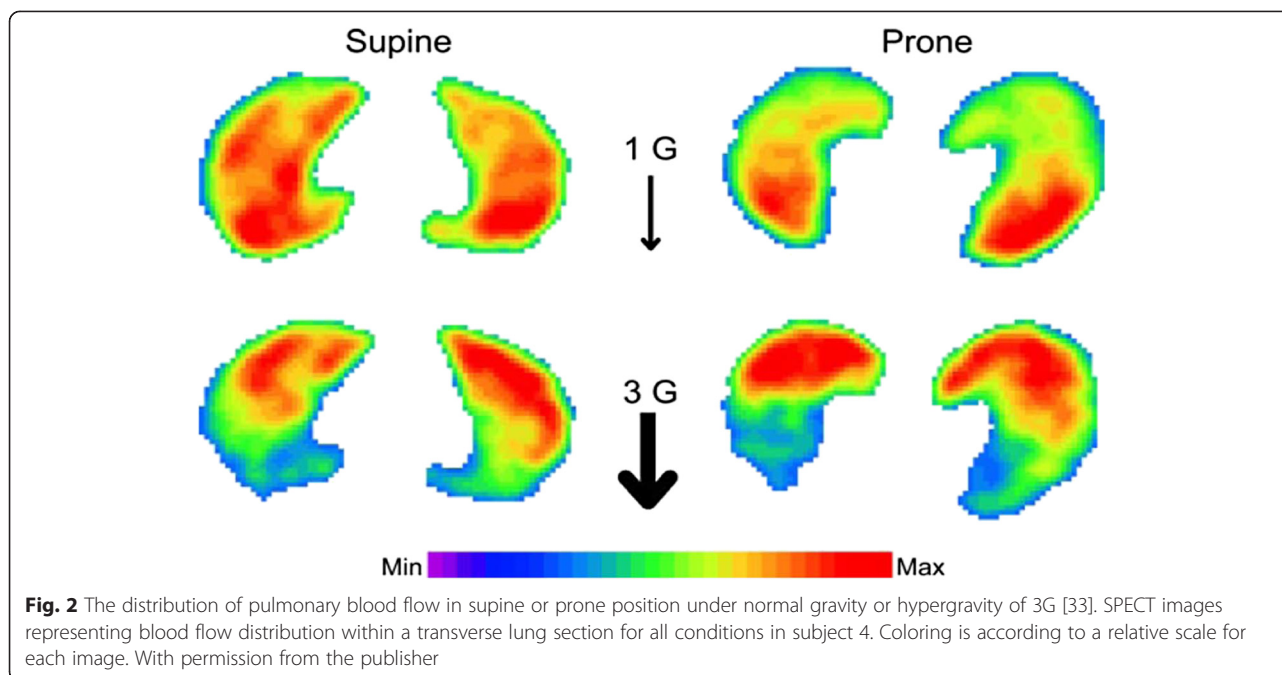 Supine Prone
1 G
3 G
Min Max
Fig. 2 The distribution of pulmonary blood flow in supine or prone position under normal gravity or hypergravity of 3G [33]. SPECT images
representing blood flow distribution within a transverse lung section for all conditions in subject 4. Coloring is according to a relative scale for
each image. With permission from the publisher